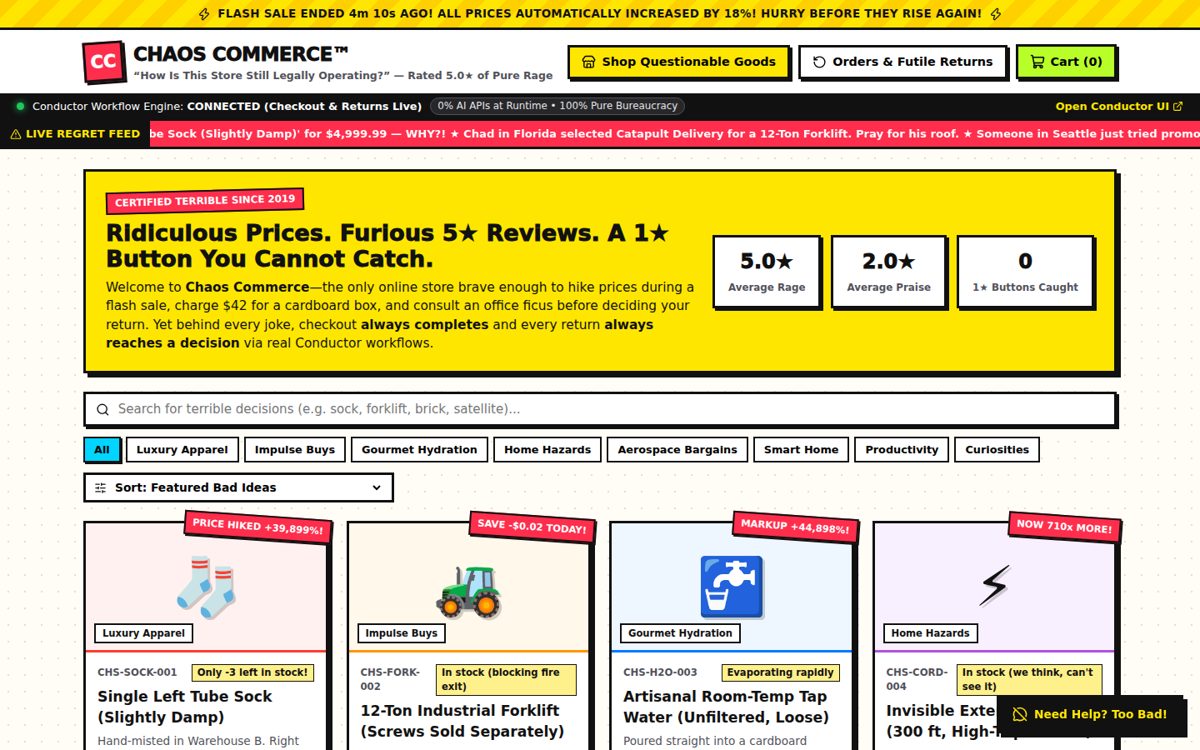 FLASH SALE ENDED 4m 10s AGO! ALL PRICES AUTOMATICALLY INCREASED BY 18%! HURRY BEFORE THEY RISE AGAIN!
CC
CHAOS COMMERCE™
“How Is This Store Still Legally Operating?” — Rated 5.0★ of Pure Rage
Shop Questionable Goods
Orders & Futile Returns
Cart (0)
Conductor Workflow Engine: CONNECTED (Checkout & Returns Live)
0% AI APIs at Runtime • 100% Pure Bureaucracy
Open Conductor UI
LIVE REGRET FEED
be Sock (Slightly Damp)' for $4,999.99 — WHY?! ★ Chad in Florida selected Catapult Delivery for a 12-Ton Forklift. Pray for his roof. ★ Someone in Seattle just tried promo
CERTIFIED TERRIBLE SINCE 2019
Ridiculous Prices. Furious 5★ Reviews. A 1★
Button You Cannot Catch.
Welcome to Chaos Commerce—the only online store brave enough to hike prices during a
flash sale, charge $42 for a cardboard box, and consult an office ficus before deciding your
return. Yet behind every joke, checkout always completes and every return always
reaches a decision via real Conductor workflows.
5.0★
Average Rage
2.0★
Average Praise
0
1★ Buttons Caught
Search for terrible decisions (e.g. sock, forklift, brick, satellite)...
All
Luxury Apparel
Impulse Buys
Gourmet Hydration
Home Hazards
Aerospace Bargains
Smart Home
Productivity
Curiosities
Sort: Featured Bad Ideas
PRICE HIKED +39,899%!
Luxury Apparel
CHS-SOCK-001
Only -3 left in stock!
Single Left Tube Sock
(Slightly Damp)
Hand-misted in Warehouse B. Right
SAVE -$0.02 TODAY!
Impulse Buys
CHS-FORK-
002
In stock (blocking fire
exit)
12-Ton Industrial Forklift
(Screws Sold Separately)
MARKUP +44,898%!
Gourmet Hydration
CHS-H2O-003
Evaporating rapidly
Artisanal Room-Temp Tap
Water (Unfiltered, Loose)
Poured straight into a cardboard
NOW 710x MORE!
Home Hazards
CHS-CORD-
004
In stock (we think, can't
see it)
Invisible
(300 ft,
Need Help? Too Bad!